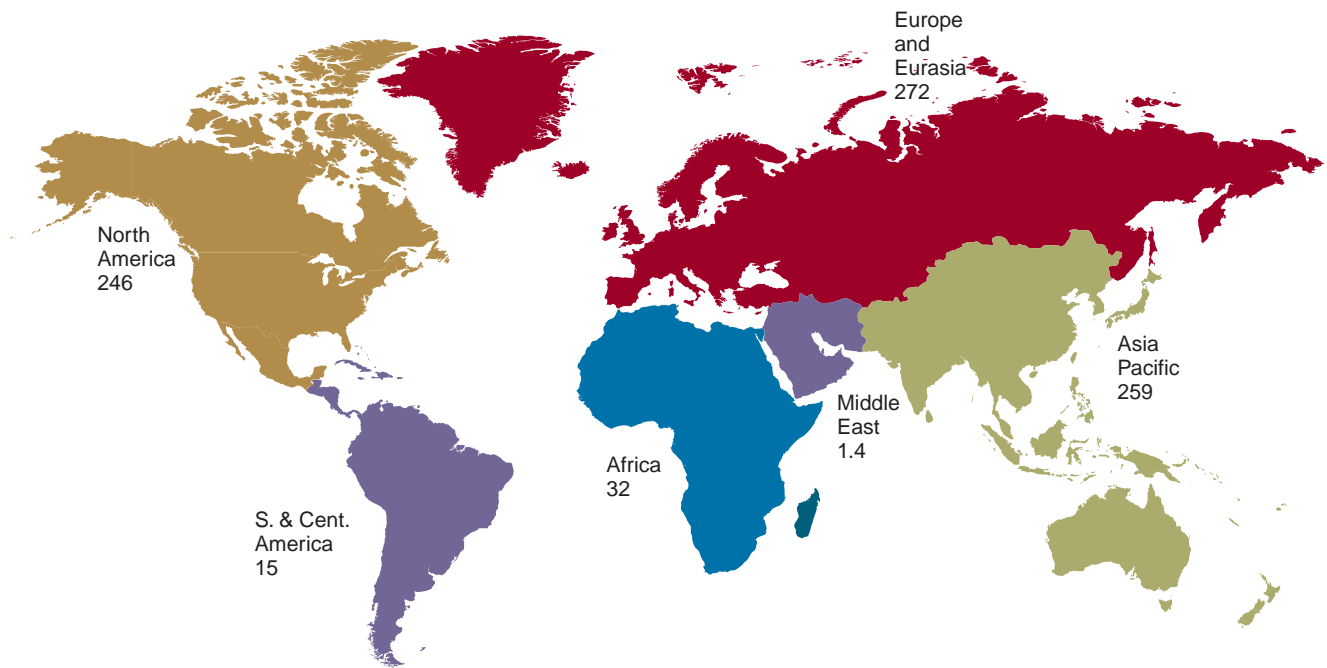 Europe
and
Eurasia
272
North
America
246
Asia
Pacific
259
Middle
East
1.4
Africa
32
S. & Cent.
America
15